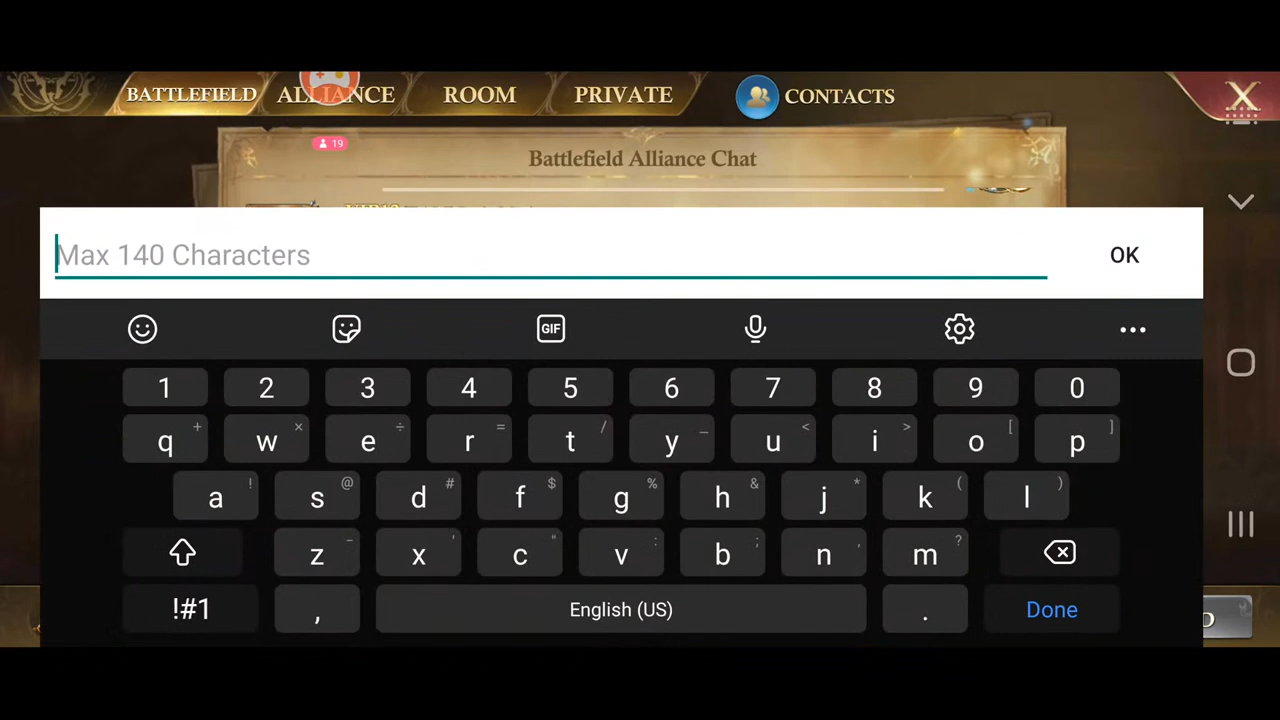 BATTLEFIELD ALLIANCE ROOM PRIVATE CONTACTS X
19
Battlefield Alliance Chat
Max 140 Characters OK
GIF
1 2 3 4 5 6 7 8 9 0
q + w × e ÷ r = t / y _ u < i > o [ p ]
a ! s @ d # f $ g % h & j * k ( l )
z - x ' c " v : b ; n , m ?
!#1 , English (US) . Done